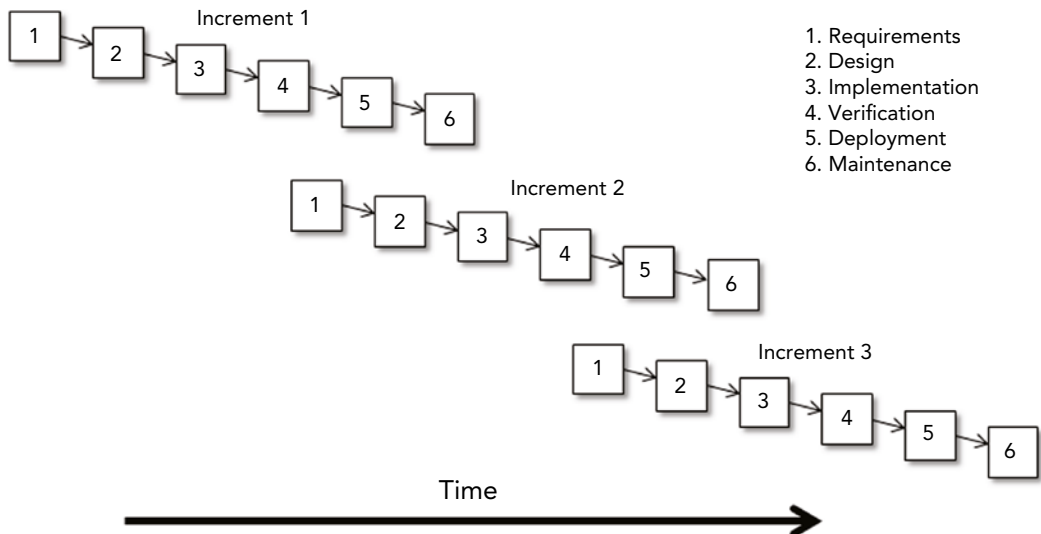 Increment 1
1
2
3
4
5
6
1. Requirements
2. Design
3. Implementation
4. Verification
5. Deployment
6. Maintenance
Increment 2
1
2
3
4
5
6
Increment 3
1
2
3
4
5
6
Time